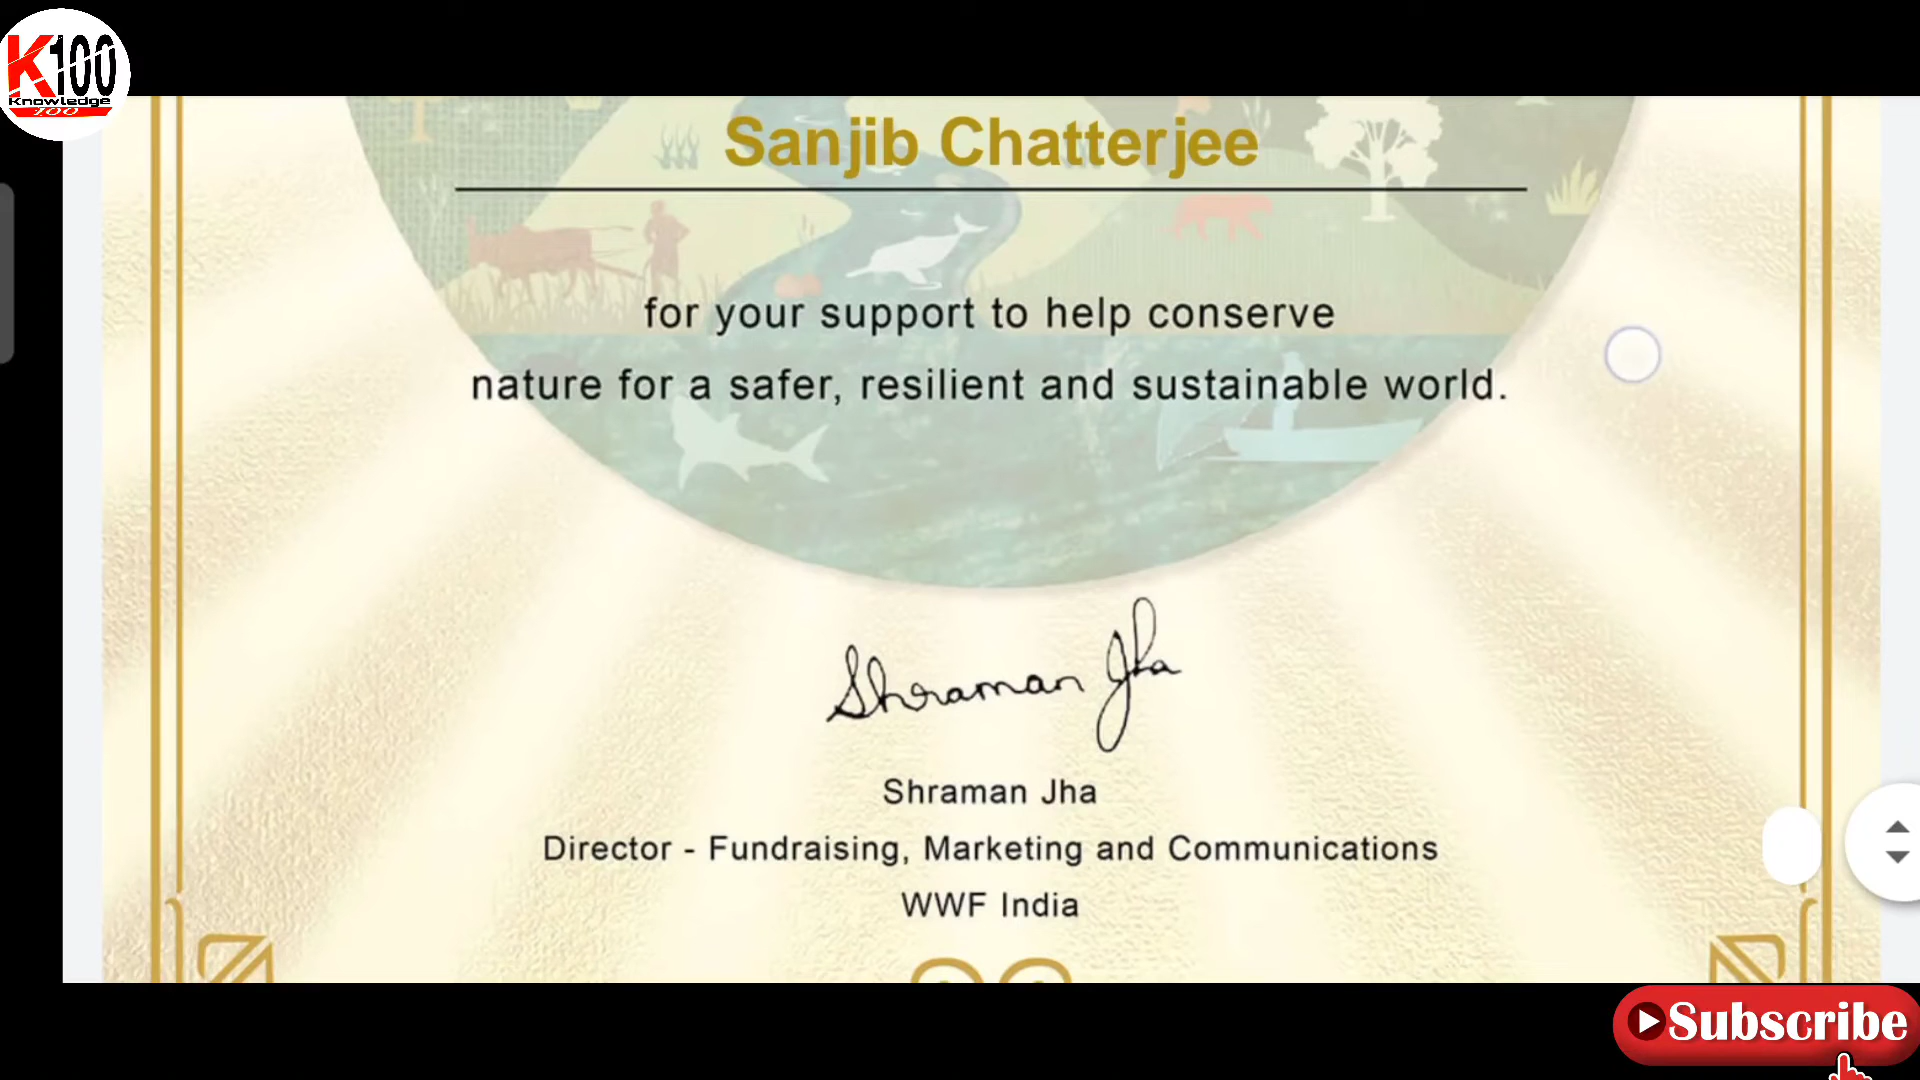 K100
Knowledge
100
Sanjib Chatterjee
for your support to help conserve
nature for a safer, resilient and sustainable world.
Shraman Jha
Shraman Jha
Director - Fundraising, Marketing and Communications
WWF India
Subscribe